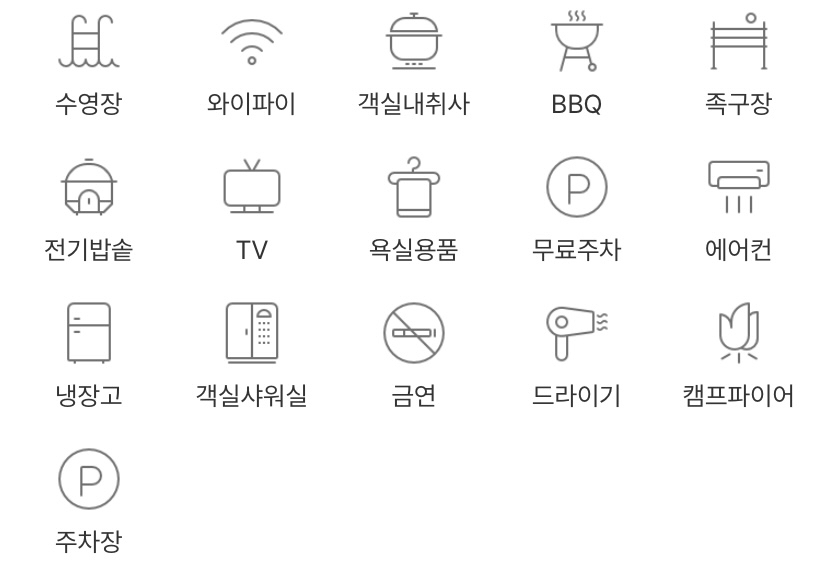 수영장
와이파이
객실내취사
BBQ
족구장
전기밥솥
TV
욕실용품
무료주차
에어컨
냉장고
객실샤워실
금연
드라이기
캠프파이어
주차장